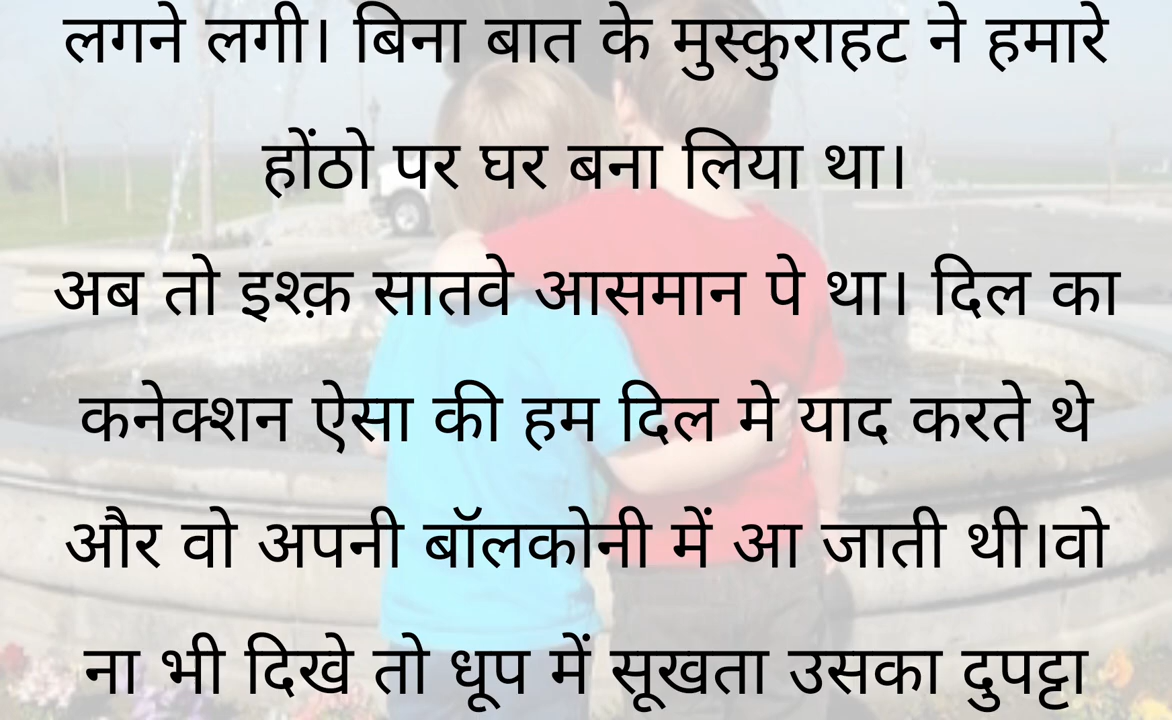 लगने लगी। बिना बात के मुस्कुराहट ने हमारे
होंठो पर घर बना लिया था।
अब तो इश्क़ सातवे आसमान पे था। दिल का
कनेक्शन ऐसा की हम दिल मे याद करते थे
और वो अपनी बॉलकोनी में आ जाती थी।वो
ना भी दिखे तो धूप में सूखता उसका दुपट्टा